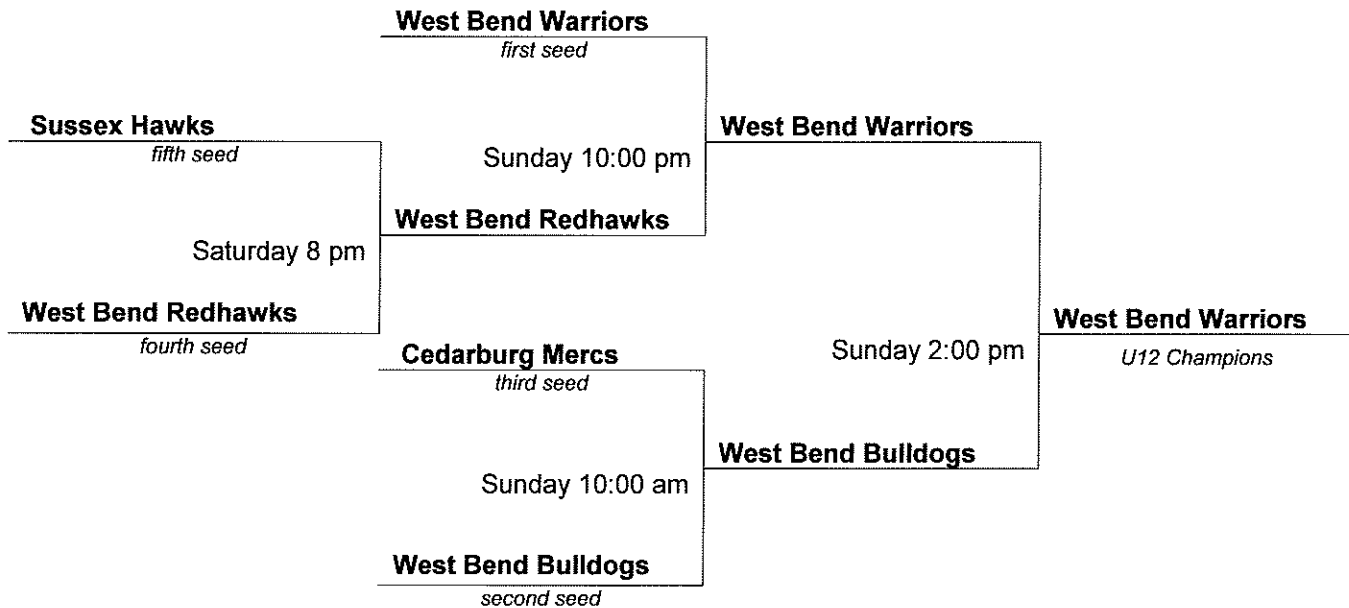 West Bend Warriors
first seed
Sussex Hawks
fifth seed
West Bend Warriors
Sunday 10:00 pm
West Bend Redhawks
Saturday 8 pm
West Bend Redhawks
fourth seed
West Bend Warriors
U12 Champions
Sunday 2:00 pm
Cedarburg Mercs
third seed
West Bend Bulldogs
Sunday 10:00 am
West Bend Bulldogs
second seed